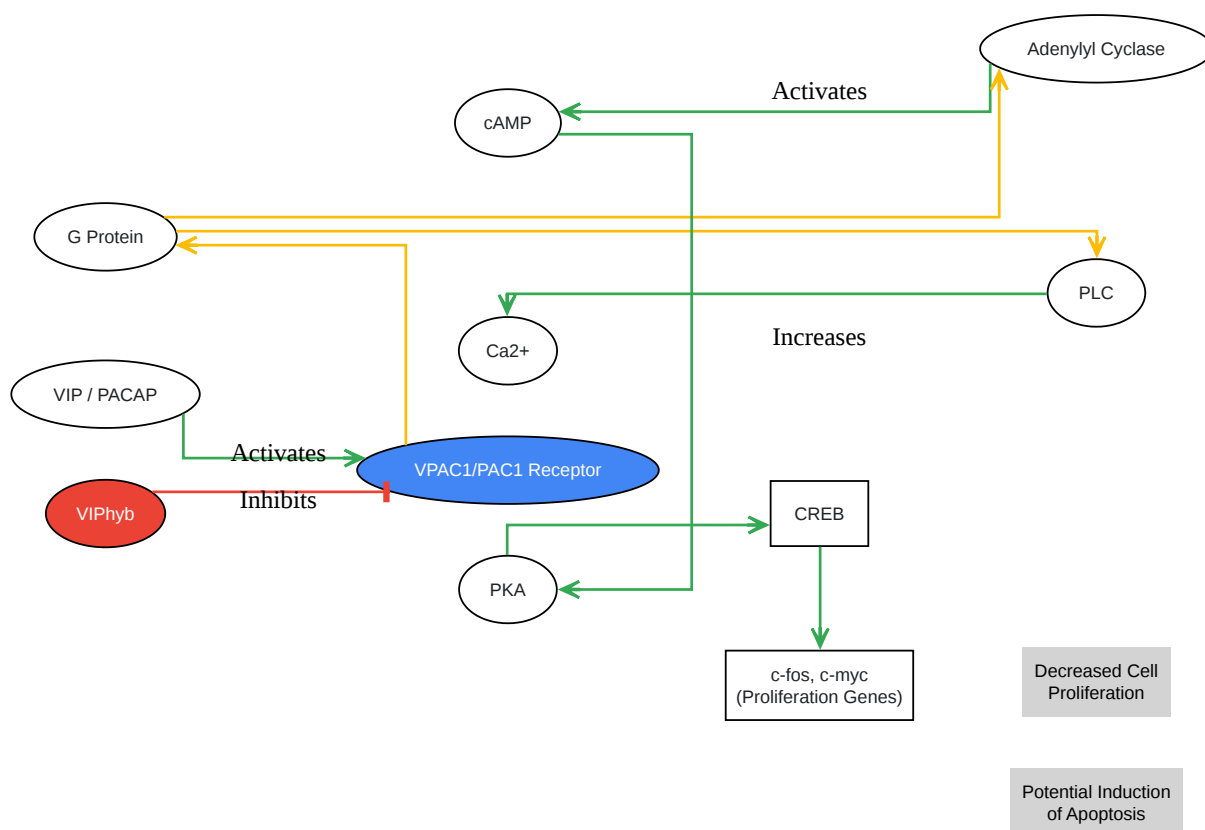 Adenylyl Cyclase
Activates
cAMP
G Protein
PLC
Increases
Ca2+
VIP / PACAP
Activates
VPAC1/PAC1 Receptor
Inhibits
VIPhyb
CREB
PKA
c-fos, c-myc
(Proliferation Genes)
Decreased Cell
Proliferation
Potential Induction
of Apoptosis